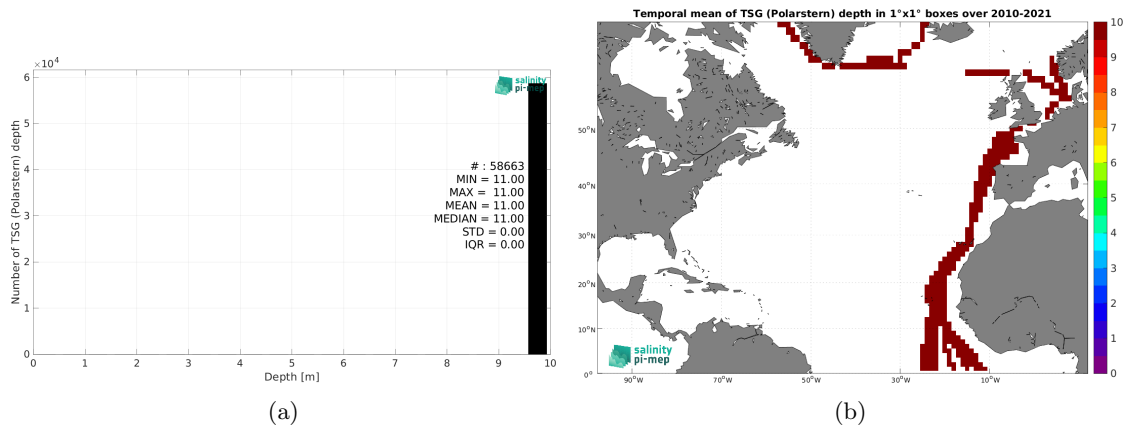 Temporal mean of TSG (Polarstern) depth in 1°x1° boxes over 2010-2021
×10⁴
6
5
4
3
2
1
0
Number of TSG (Polarstern) depth
salinity
pi-mep
# : 58663
MIN = 11.00
MAX = 11.00
MEAN = 11.00
MEDIAN = 11.00
STD = 0.00
IQR = 0.00
0 1 2 3 4 5 6 7 8 9 10
Depth [m]
(a)
50°N
40°N
30°N
20°N
10°N
0°
90°W 70°W 50°W 30°W 10°W
salinity
pi-mep
10
9
8
7
6
5
4
3
2
1
0
(b)